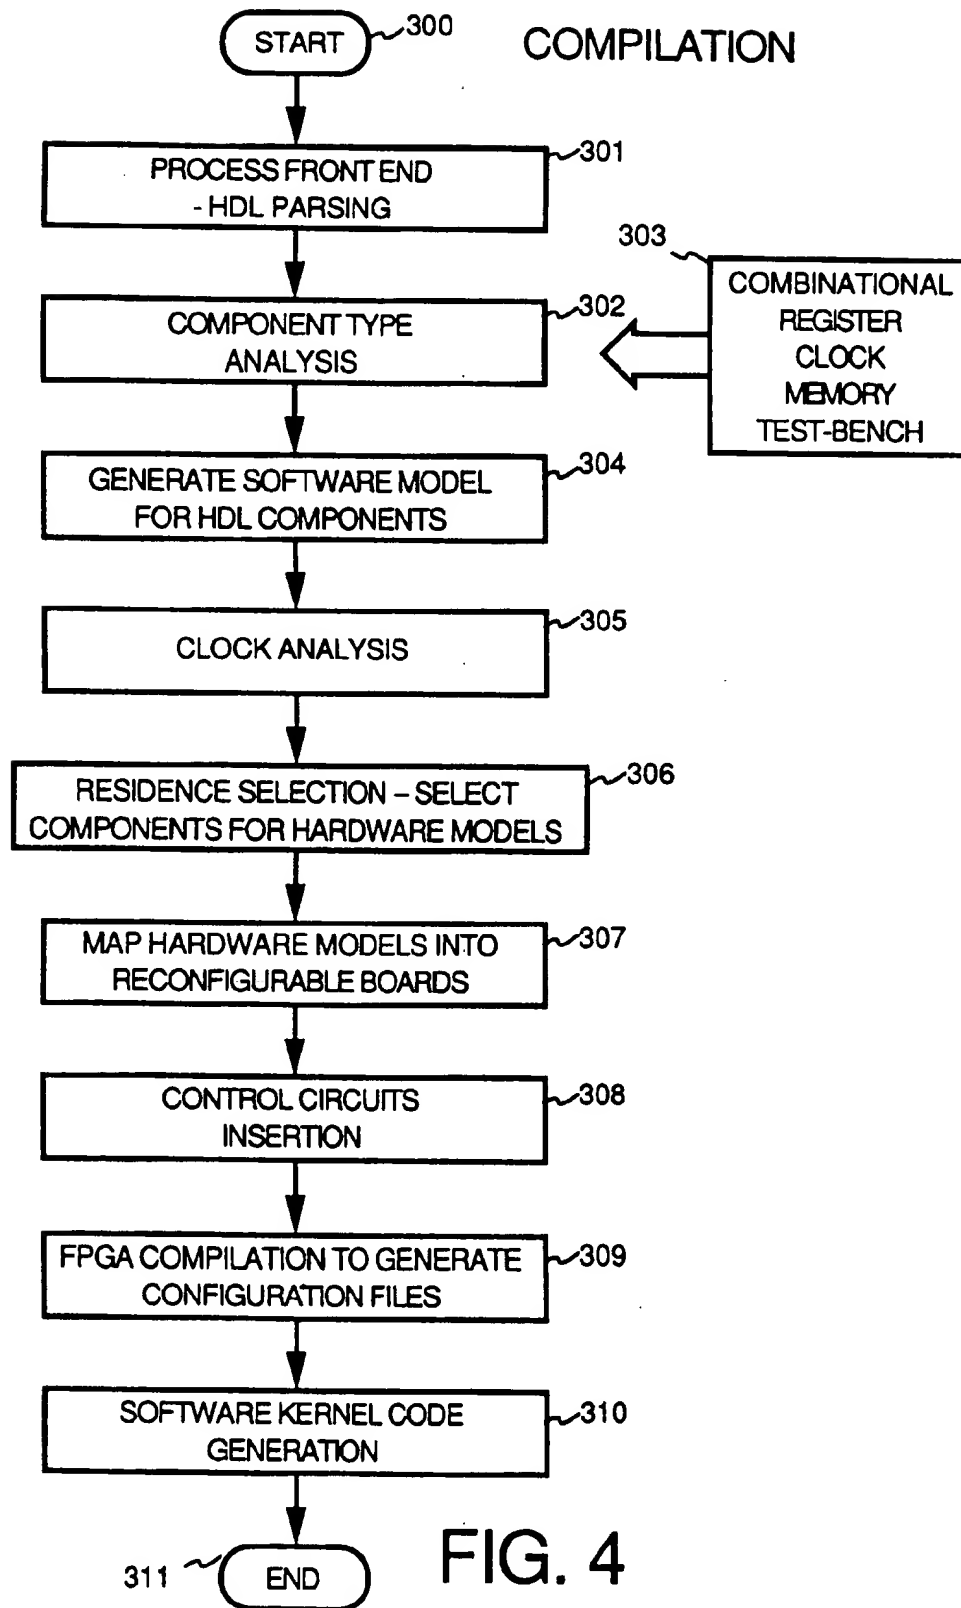 START
300
COMPILATION
PROCESS FRONT END
- HDL PARSING
301
COMPONENT TYPE
ANALYSIS
302
303
COMBINATIONAL
REGISTER
CLOCK
MEMORY
TEST-BENCH
GENERATE SOFTWARE MODEL
FOR HDL COMPONENTS
304
CLOCK ANALYSIS
305
RESIDENCE SELECTION – SELECT
COMPONENTS FOR HARDWARE MODELS
306
MAP HARDWARE MODELS INTO
RECONFIGURABLE BOARDS
307
CONTROL CIRCUITS
INSERTION
308
FPGA COMPILATION TO GENERATE
CONFIGURATION FILES
309
SOFTWARE KERNEL CODE
GENERATION
310
311
END
FIG. 4